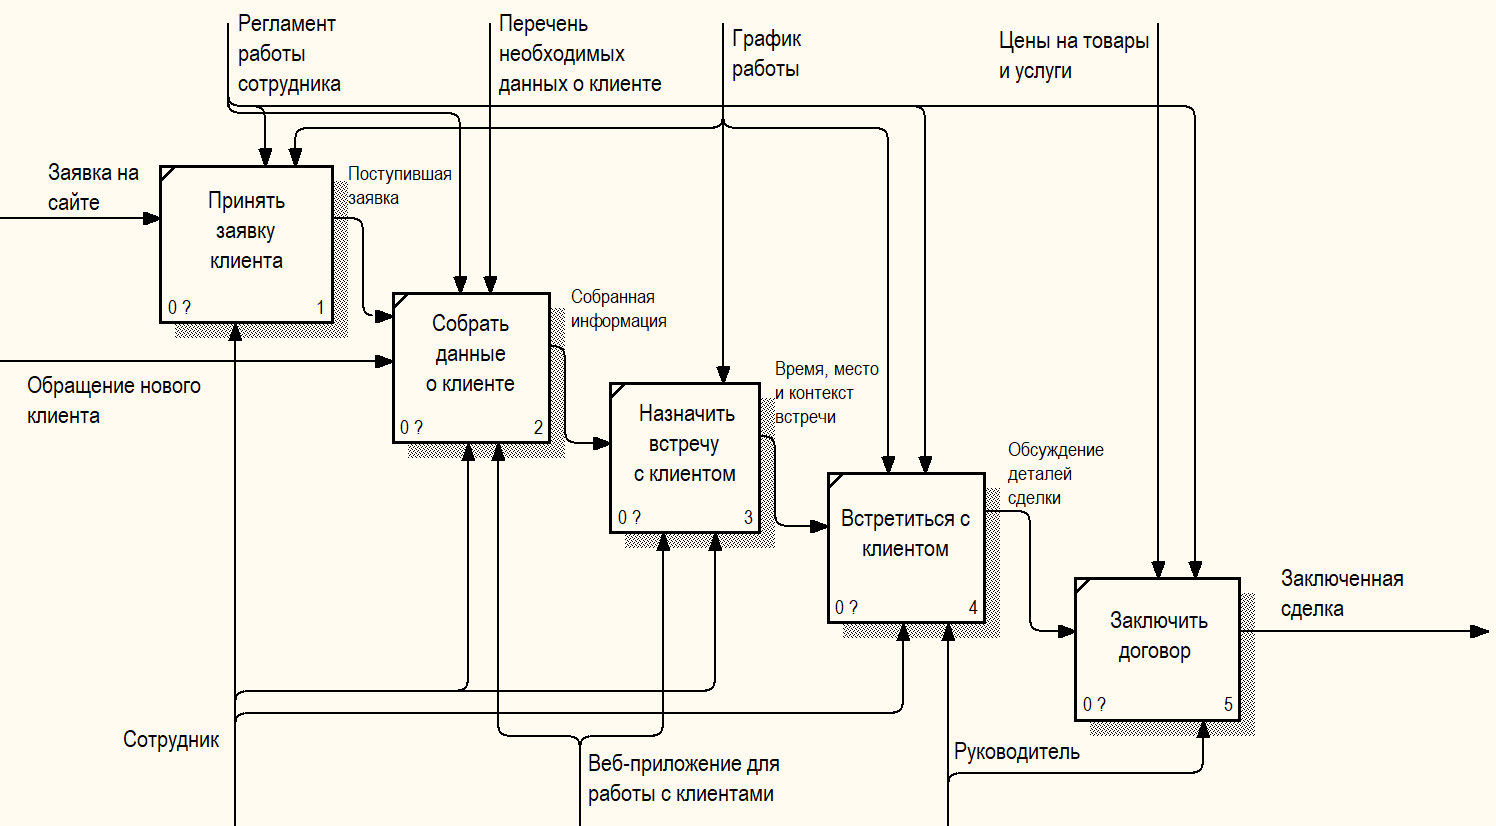 Регламент
работы
сотрудника
Перечень
необходимых
данных о клиенте
График
работы
Цены на товары
и услуги
Заявка на
сайте
Принять
заявку
клиента
0 ?
1
Поступившая
заявка
Обращение нового
клиента
Собрать
данные
о клиенте
0 ?
2
Собранная
информация
Назначить
встречу
с клиентом
0 ?
3
Время, место
и контекст
встречи
Встретиться с
клиентом
0 ?
4
Обсуждение
деталей
сделки
Заключить
договор
0 ?
5
Заключенная
сделка
Сотрудник
Веб-приложение для
работы с клиентами
Руководитель